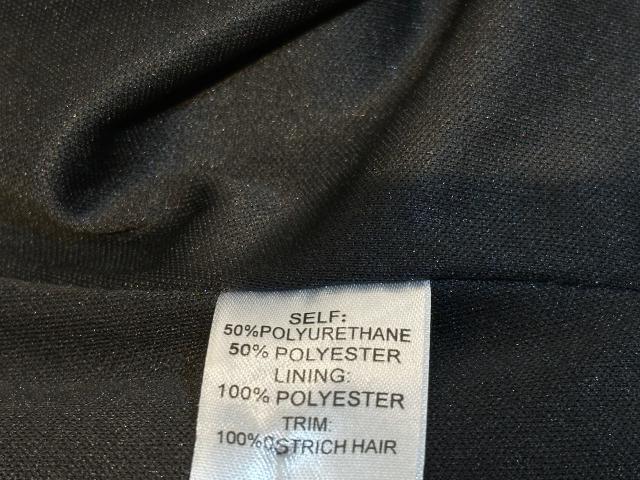 SELF:
50%POLYURETHANE
50% POLYESTER
LINING:
100% POLYESTER
TRIM:
100%OSTRICH HAIR